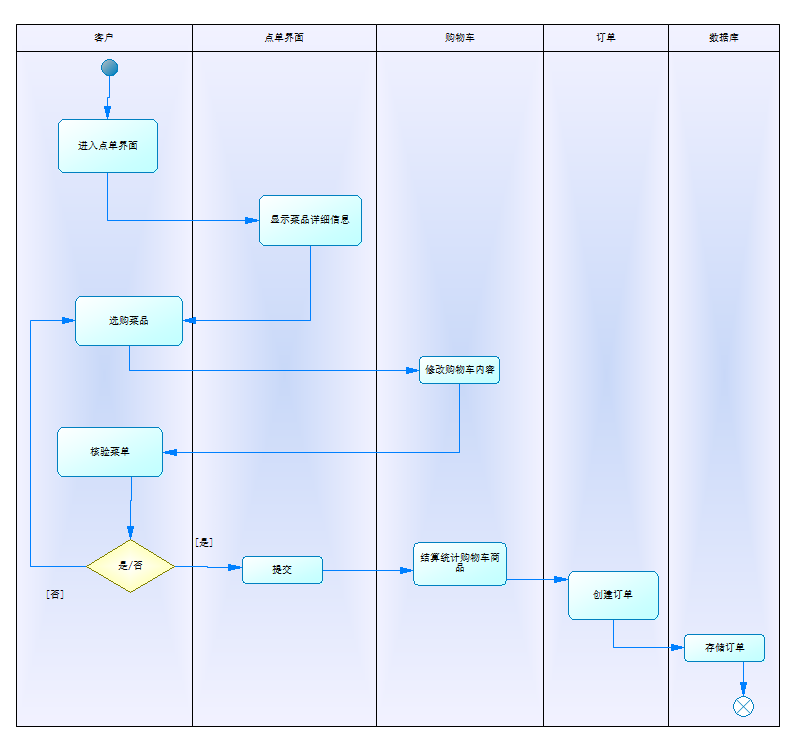 客户
点单界面
购物车
订单
数据库
进入点单界面
显示菜品详细信息
选购菜品
修改购物车内容
核验菜单
[是]
是/否
[否]
提交
结算统计购物车商
品
创建订单
存储订单